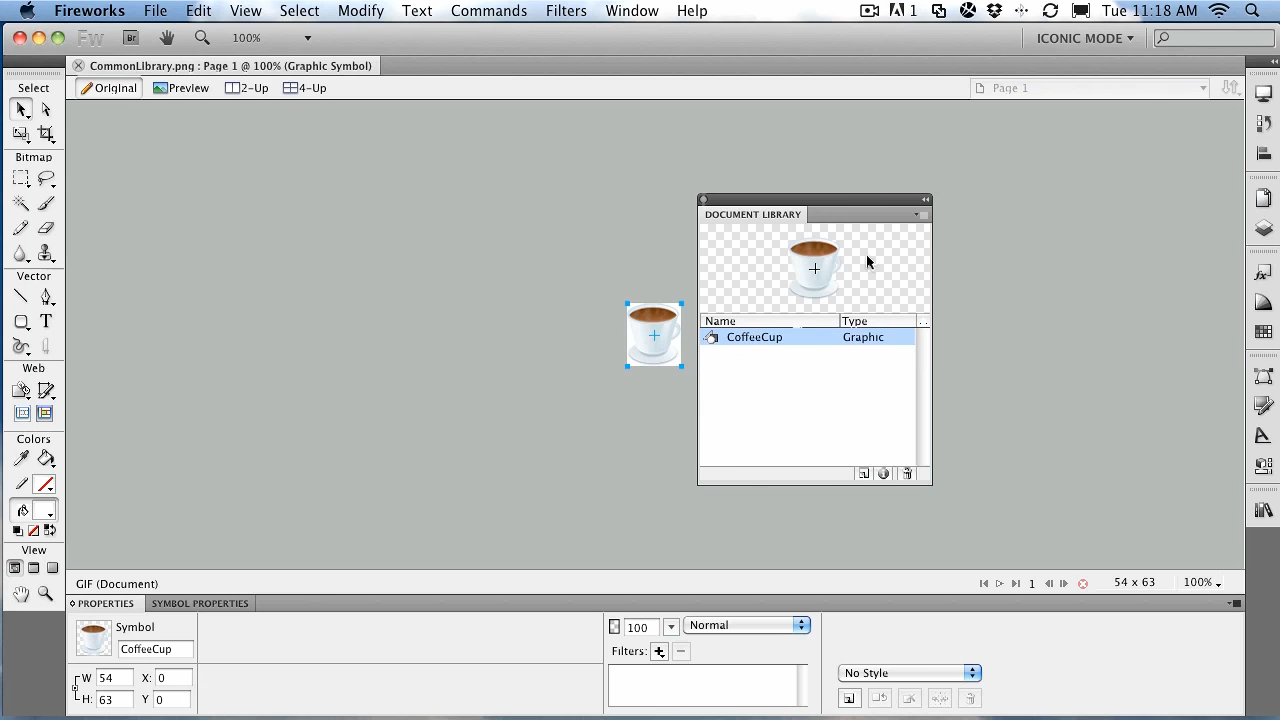 Fireworks File Edit View Select Modify Text Commands Filters Window Help 1 Tue 11:18 AM
Fw Br 100% ICONIC MODE
CommonLibrary.png : Page 1 @ 100% (Graphic Symbol)
Original Preview 2-Up 4-Up Page 1
Select
Bitmap
Vector
T
Web
Colors
View
DOCUMENT LIBRARY
Name Type ..
CoffeeCup Graphic
GIF (Document) 1 54 x 63 100%
PROPERTIES SYMBOL PROPERTIES
Symbol
CoffeeCup
W 54 X: 0
H: 63 Y 0
100 Normal
Filters:
No Style